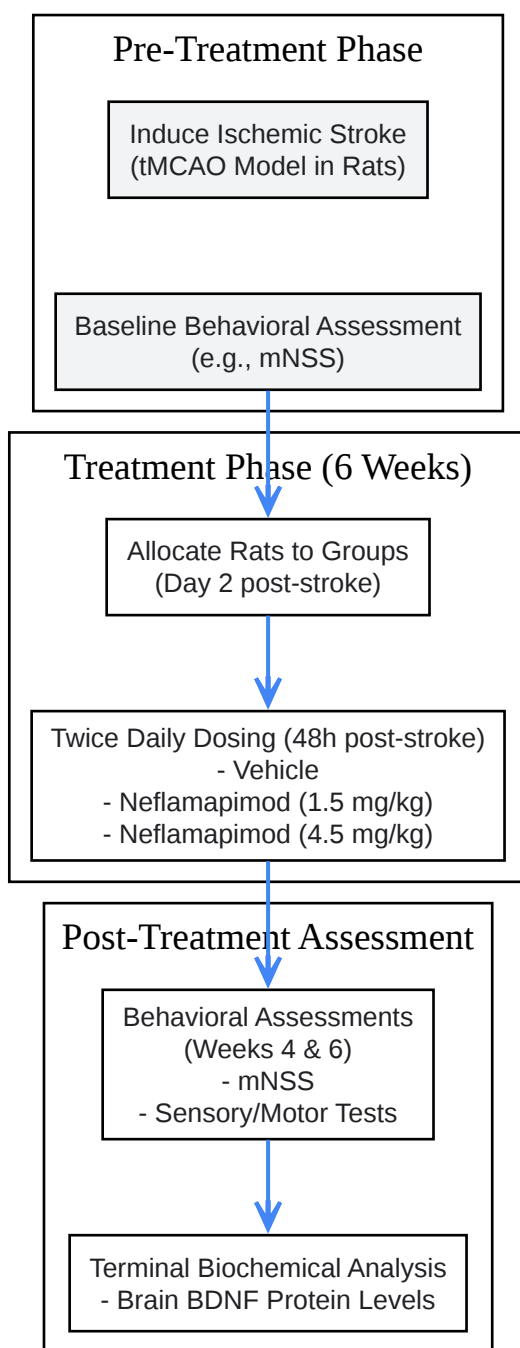 Pre-Treatment Phase
Induce Ischemic Stroke
(tMCAO Model in Rats)
Baseline Behavioral Assessment
(e.g., mNSS)
Treatment Phase (6 Weeks)
Allocate Rats to Groups
(Day 2 post-stroke)
Twice Daily Dosing (48h post-stroke)
- Vehicle
- Neflamapimod (1.5 mg/kg)
- Neflamapimod (4.5 mg/kg)
Post-Treatment Assessment
Behavioral Assessments
(Weeks 4 & 6)
- mNSS
- Sensory/Motor Tests
Terminal Biochemical Analysis
- Brain BDNF Protein Levels